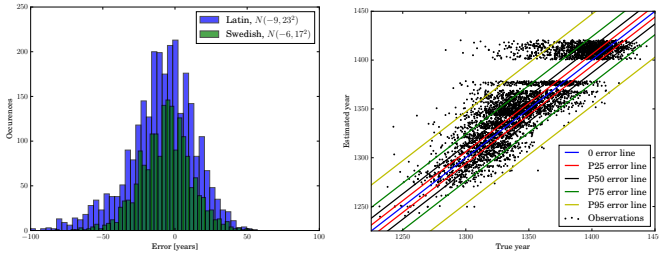 250
200
150
100
50
0
Occurences
-100
-50
0
50
100
Error [years]
Latin, N(−9,23²)
Swedish, N(−6,17²)
1450
1400
1350
1300
1250
Estimated year
1250
1300
1350
1400
1450
True year
0 error line
P25 error line
P50 error line
P75 error line
P95 error line
Observations